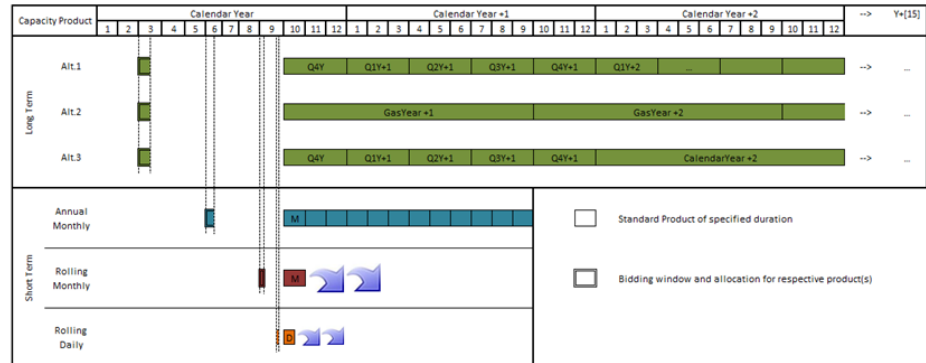 Capacity Product Calendar Year Calendar Year +1 Calendar Year +2 --> Y+[15]
1 2 3 4 5 6 7 8 9 10 11 12 1 2 3 4 5 6 7 8 9 10 11 12 1 2 3 4 5 6 7 8 9 10 11 12
Long Term
Alt.1 Q4Y Q1Y+1 Q2Y+1 Q3Y+1 Q4Y+1 Q1Y+2 ... --> ...
Alt.2 GasYear +1 GasYear +2 --> ...
Alt.3 Q4Y Q1Y+1 Q2Y+1 Q3Y+1 Q4Y+1 CalendarYear +2 --> ...
Short Term
Annual
Monthly
M
Rolling
Monthly
M
Rolling
Daily
D
Standard Product of specified duration
Bidding window and allocation for respective product(s)